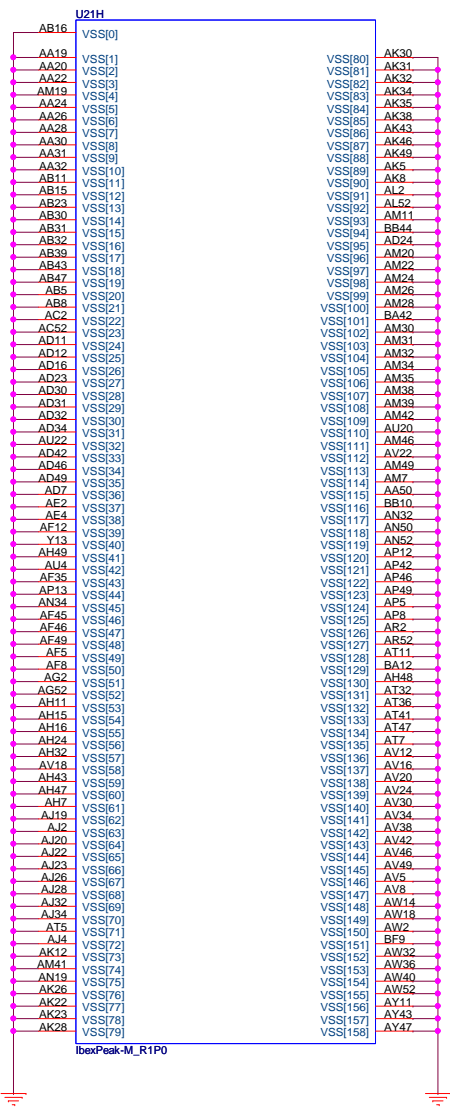 U21H
AB16 VSS[0]
AA19 VSS[1] VSS[80] AK30
AA20 VSS[2] VSS[81] AK31
AA22 VSS[3] VSS[82] AK32
AM19 VSS[4] VSS[83] AK34
AA24 VSS[5] VSS[84] AK35
AA26 VSS[6] VSS[85] AK38
AA28 VSS[7] VSS[86] AK43
AA30 VSS[8] VSS[87] AK46
AA31 VSS[9] VSS[88] AK49
AA32 VSS[10] VSS[89] AK5
AB11 VSS[11] VSS[90] AK8
AB15 VSS[12] VSS[91] AL2
AB23 VSS[13] VSS[92] AL52
AB30 VSS[14] VSS[93] AM11
AB31 VSS[15] VSS[94] BB44
AB32 VSS[16] VSS[95] AD24
AB39 VSS[17] VSS[96] AM20
AB43 VSS[18] VSS[97] AM22
AB47 VSS[19] VSS[98] AM24
AB5 VSS[20] VSS[99] AM26
AB8 VSS[21] VSS[100] AM28
AC2 VSS[22] VSS[101] BA42
AC52 VSS[23] VSS[102] AM30
AD11 VSS[24] VSS[103] AM31
AD12 VSS[25] VSS[104] AM32
AD16 VSS[26] VSS[105] AM34
AD23 VSS[27] VSS[106] AM35
AD30 VSS[28] VSS[107] AM38
AD31 VSS[29] VSS[108] AM39
AD32 VSS[30] VSS[109] AM42
AD34 VSS[31] VSS[110] AU20
AU22 VSS[32] VSS[111] AM46
AD42 VSS[33] VSS[112] AV22
AD46 VSS[34] VSS[113] AM49
AD49 VSS[35] VSS[114] AM7
AD7 VSS[36] VSS[115] AA50
AE2 VSS[37] VSS[116] BB10
AE4 VSS[38] VSS[117] AN32
AF12 VSS[39] VSS[118] AN50
Y13 VSS[40] VSS[119] AN52
AH49 VSS[41] VSS[120] AP12
AU4 VSS[42] VSS[121] AP42
AF35 VSS[43] VSS[122] AP46
AP13 VSS[44] VSS[123] AP49
AN34 VSS[45] VSS[124] AP5
AF45 VSS[46] VSS[125] AP8
AF46 VSS[47] VSS[126] AR2
AF49 VSS[48] VSS[127] AR52
AF5 VSS[49] VSS[128] AT11
AF8 VSS[50] VSS[129] BA12
AG2 VSS[51] VSS[130] AH48
AG52 VSS[52] VSS[131] AT32
AH11 VSS[53] VSS[132] AT36
AH15 VSS[54] VSS[133] AT41
AH16 VSS[55] VSS[134] AT47
AH24 VSS[56] VSS[135] AT7
AH32 VSS[57] VSS[136] AV12
AV18 VSS[58] VSS[137] AV16
AH43 VSS[59] VSS[138] AV20
AH47 VSS[60] VSS[139] AV24
AH7 VSS[61] VSS[140] AV30
AJ19 VSS[62] VSS[141] AV34
AJ2 VSS[63] VSS[142] AV38
AJ20 VSS[64] VSS[143] AV42
AJ22 VSS[65] VSS[144] AV46
AJ23 VSS[66] VSS[145] AV49
AJ26 VSS[67] VSS[146] AV5
AJ28 VSS[68] VSS[147] AV8
AJ32 VSS[69] VSS[148] AW14
AJ34 VSS[70] VSS[149] AW18
AT5 VSS[71] VSS[150] AW2
AJ4 VSS[72] VSS[151] BF9
AK12 VSS[73] VSS[152] AW32
AM41 VSS[74] VSS[153] AW36
AN19 VSS[75] VSS[154] AW40
AK26 VSS[76] VSS[155] AW52
AK22 VSS[77] VSS[156] AY11
AK23 VSS[78] VSS[157] AY43
AK28 VSS[79] VSS[158] AY47
IbexPeak-M_R1P0